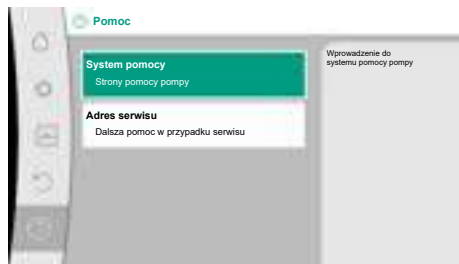 Pomoc
System pomocy
Strony pomocy pompy
Adres serwisu
Dalsza pomoc w przypadku serwisu
Wprowadzenie do
systemu pomocy pompy